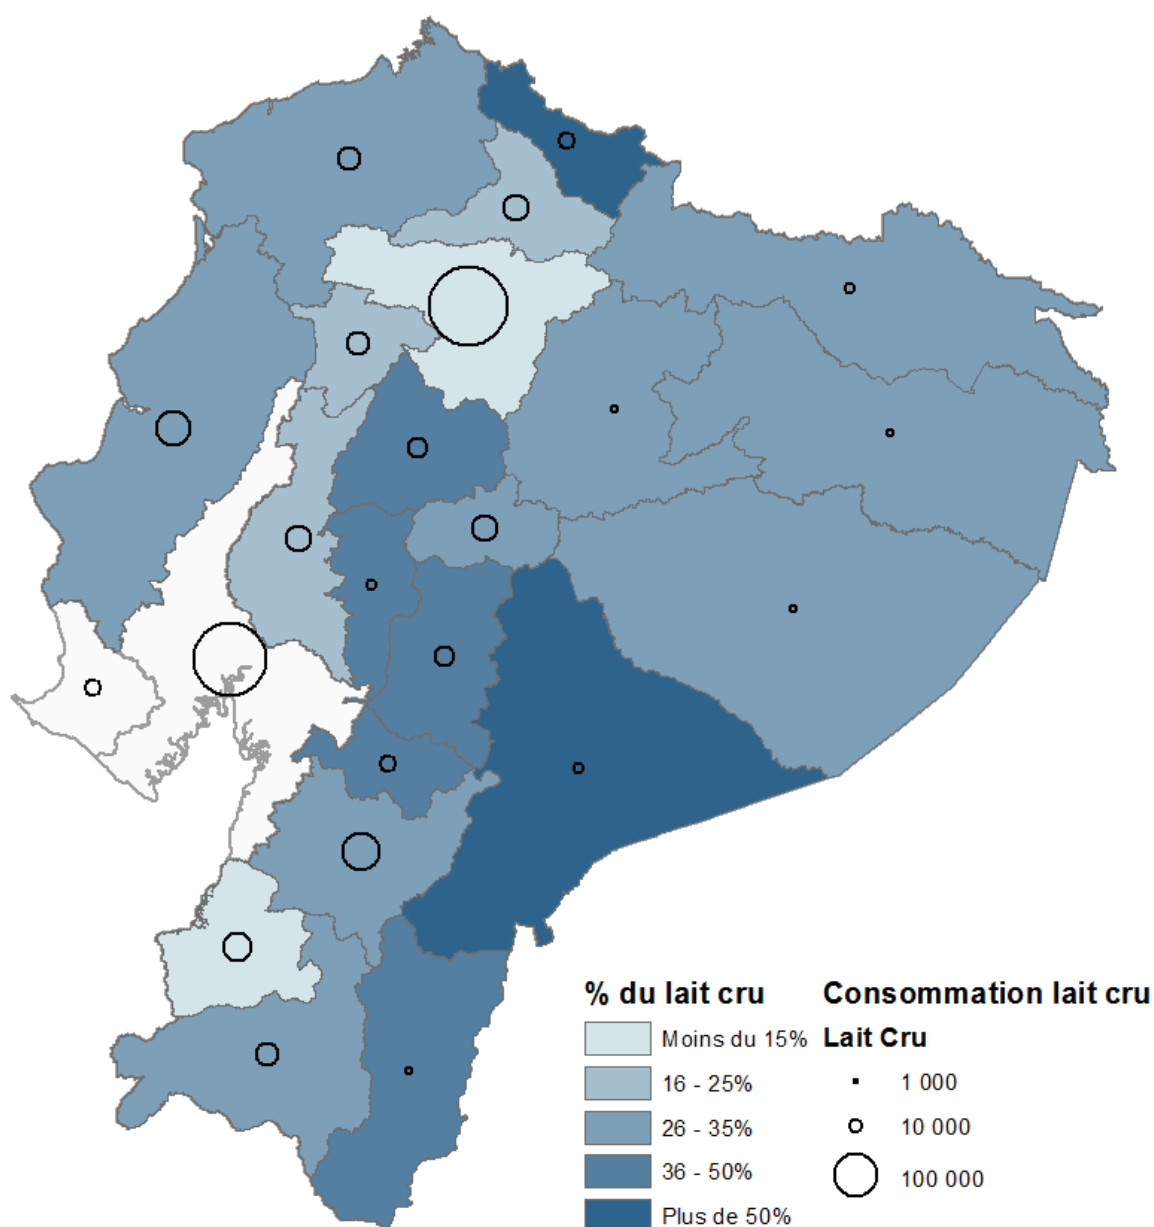 % du lait cru
Moins du 15%
16 - 25%
26 - 35%
36 - 50%
Plus de 50%
Consommation lait cru
Lait Cru
1 000
10 000
100 000